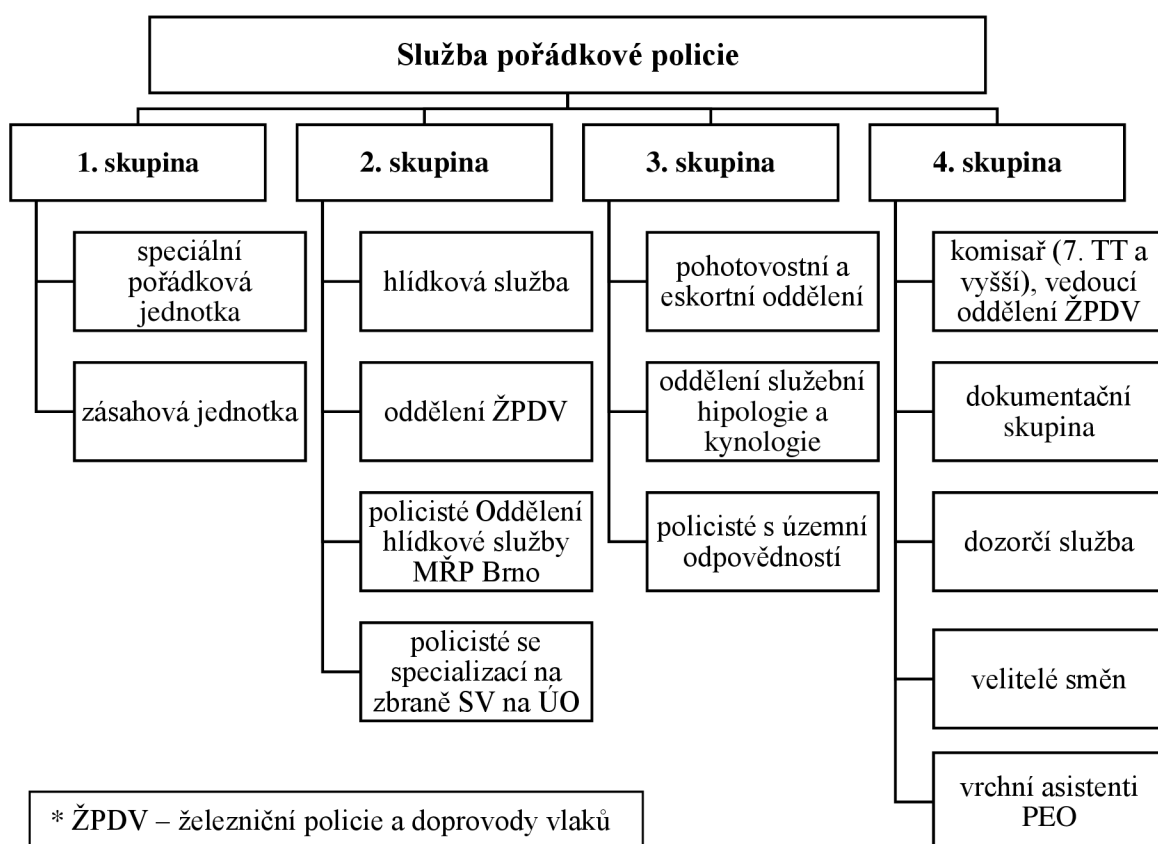 Služba pořádkové policie
1. skupina
speciální
pořádková
jednotka
zásahová jednotka
2. skupina
hlídková služba
oddělení ŽPDV
policisté Oddělení
hlídkové služby
MŘP Brno
policisté se
specializací na
zbraně SV na ÚO
3. skupina
pohotovostní a
eskortní oddělení
oddělení služební
hipologie a
kynologie
policisté s územní
odpovědností
4. skupina
komisař (7. TT a
vyšší), vedoucí
oddělení ŽPDV
dokumentační
skupina
dozorčí služba
velitelé směn
vrchní asistenti
PEO
* ŽPDV – železniční policie a doprovody vlaků